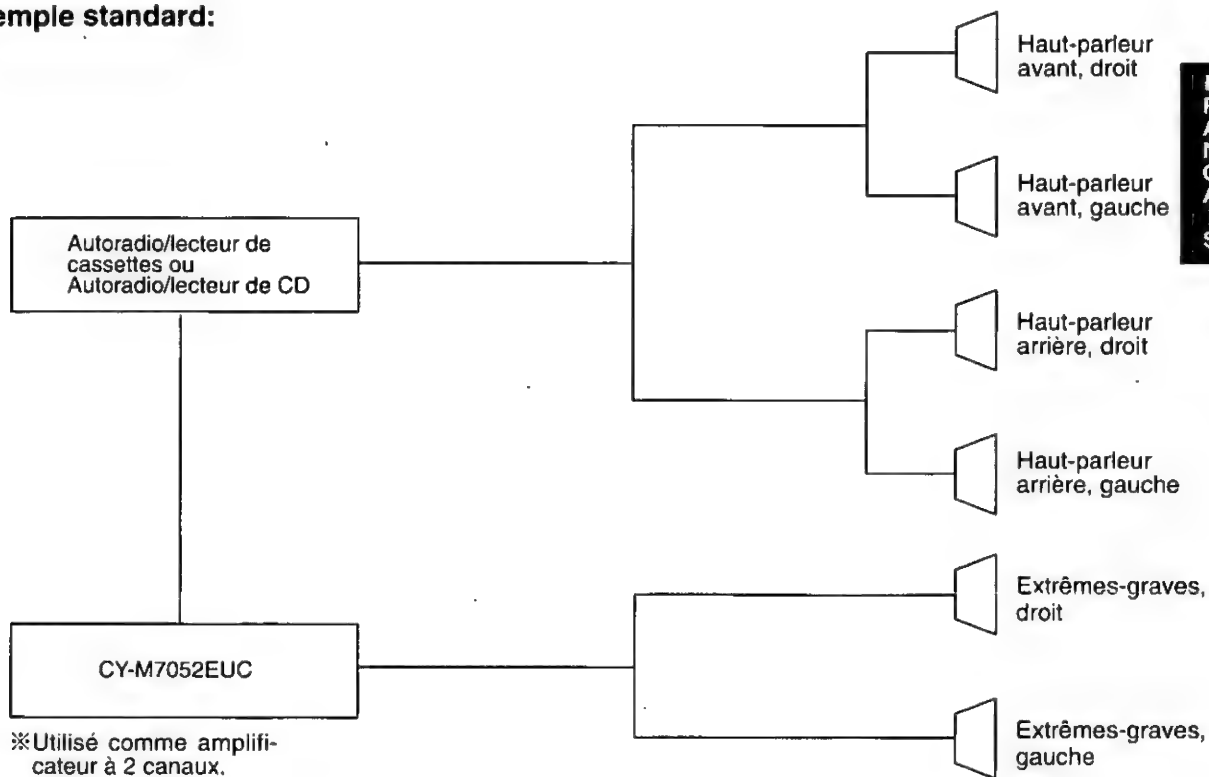 emple standard:
Haut-parleur
avant, droit
Haut-parleur
avant, gauche
Autoradio/lecteur de
cassettes ou
Autoradio/lecteur de CD
Haut-parleur
arrière, droit
Haut-parleur
arrière, gauche
Extrêmes-graves,
droit
CY-M7052EUC
※Utilisé comme amplifi-
cateur à 2 canaux.
Extrêmes-graves,
gauche